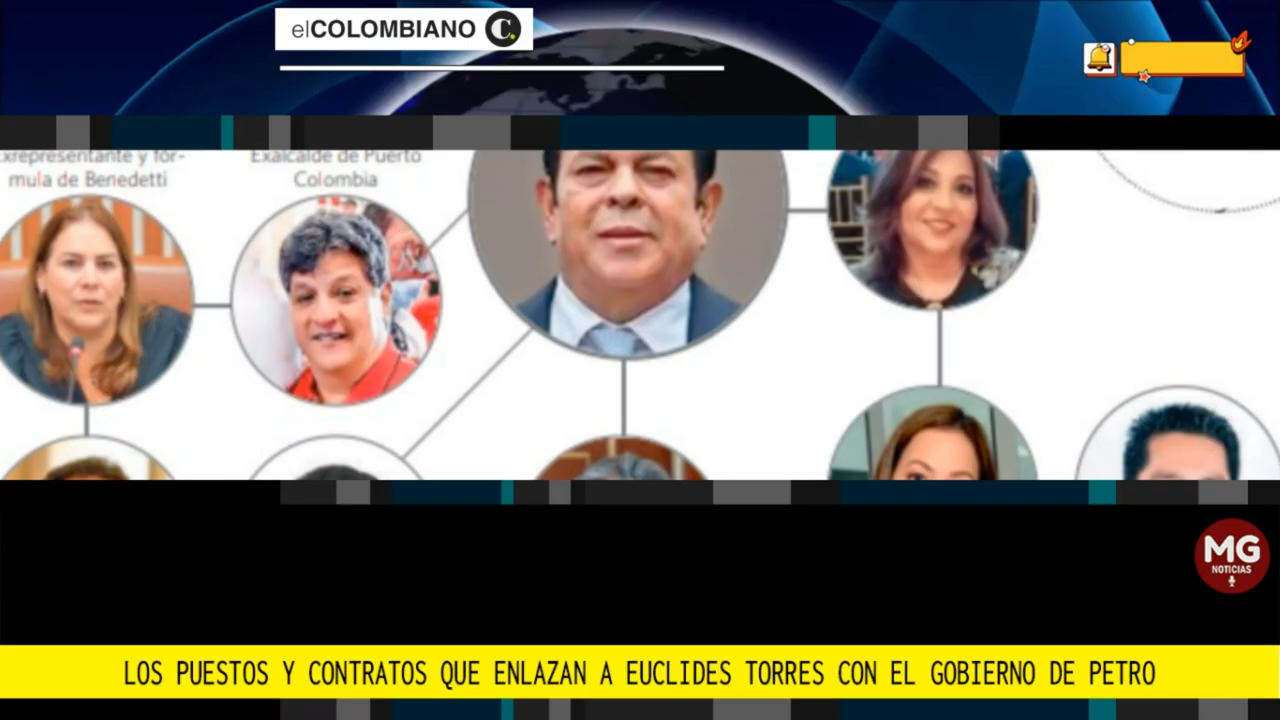 elCOLOMBIANO C.
xrepresentante y fór-
mula de Benedetti
Exalcalde de Puerto
Colombia
MG
NOTICIAS
LOS PUESTOS Y CONTRATOS QUE ENLAZAN A EUCLIDES TORRES CON EL GOBIERNO DE PETRO